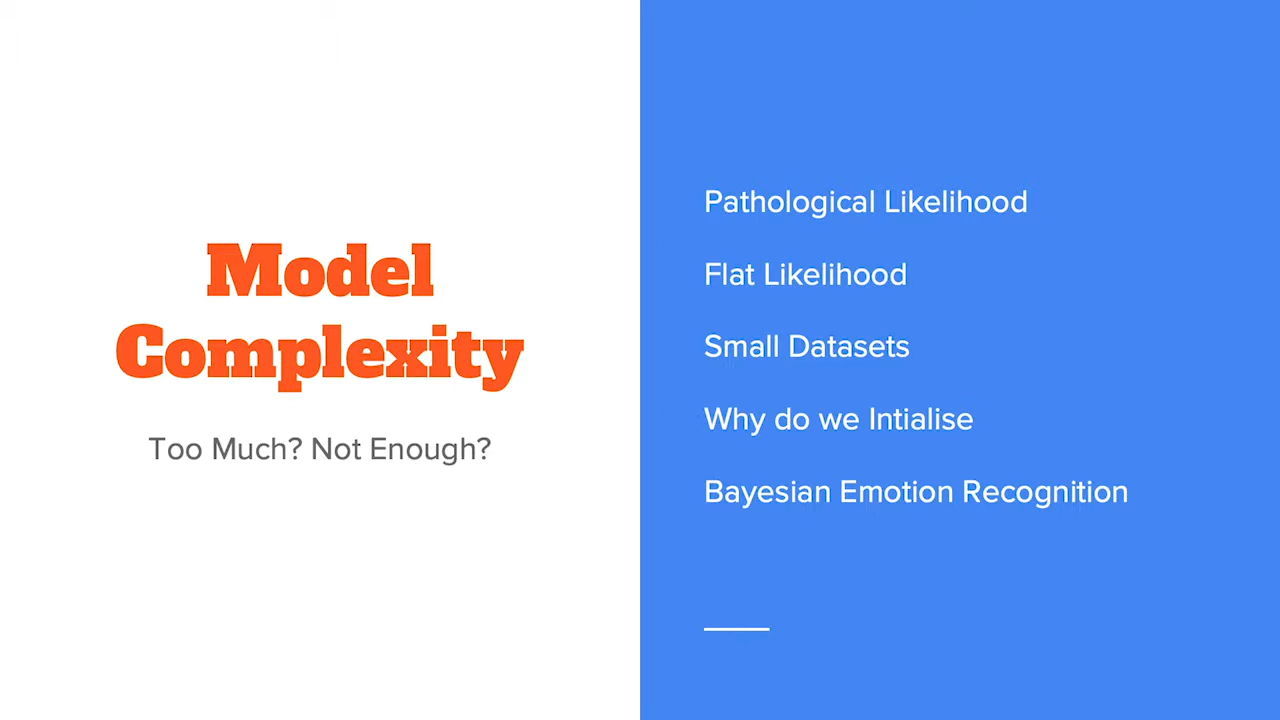 Model
Complexity
Too Much? Not Enough?
Pathological Likelihood
Flat Likelihood
Small Datasets
Why do we Intialise
Bayesian Emotion Recognition